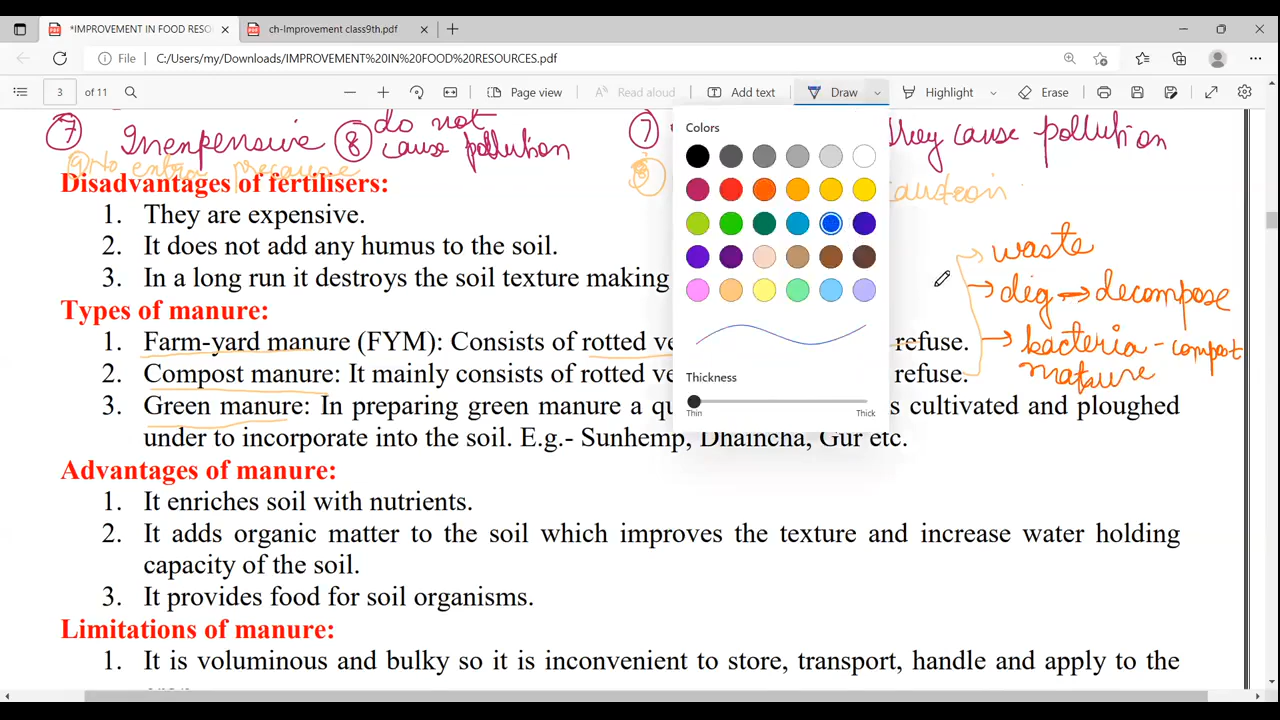 *IMPROVEMENT IN FOOD RESO
ch-Improvement class9th.pdf
File
C:/Users/my/Downloads/IMPROVEMENT%20IN%20FOOD%20RESOURCES.pdf
3 of 11
Page view
Read aloud
Add text
Draw
Highlight
Erase
Colors
Thickness
Thin
Thick
⑦ Inexpensive ⑧ do not
cause pollution
⑦
they cause pollution
⑨ No extra
⑧
Disadvantages of fertilisers:
1. They are expensive.
2. It does not add any humus to the soil.
3. In a long run it destroys the soil texture making
Types of manure:
1. Farm-yard manure (FYM): Consists of rotted ve refuse.
2. Compost manure: It mainly consists of rotted ve refuse.
3. Green manure: In preparing green manure a qu s cultivated and ploughed
under to incorporate into the soil. E.g.- Sunhemp, Dhaincha, Gur etc.
waste
dig → decompose
bacteria - compost
Advantages of manure:
1. It enriches soil with nutrients.
2. It adds organic matter to the soil which improves the texture and increase water holding
capacity of the soil.
3. It provides food for soil organisms.
Limitations of manure:
1. It is voluminous and bulky so it is inconvenient to store, transport, handle and apply to the